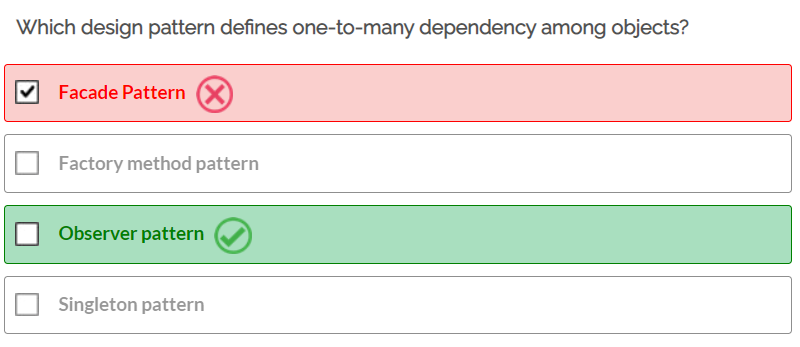 Which design pattern defines one-to-many dependency among objects?
Facade Pattern
Factory method pattern
Observer pattern
Singleton pattern